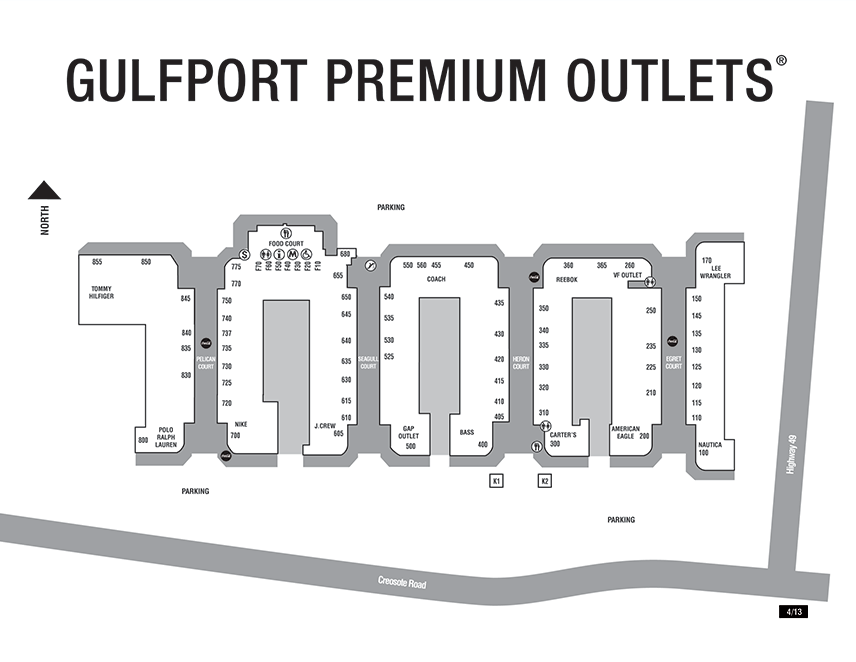 GULFPORT PREMIUM OUTLETS®
NORTH
PARKING
FOOD COURT
S
F70
F60
F50
F40
F30
F20
F10
M
680
855
850
TOMMY
HILFIGER
845
840
835
830
800
POLO
RALPH
LAUREN
PELICAN
COURT
775
770
750
740
737
735
730
725
720
NIKE
700
655
650
645
640
635
630
615
610
J.CREW
605
SEAGULL
COURT
550 560 455
450
COACH
540
535
530
525
GAP
OUTLET
500
435
430
420
415
410
405
BASS
400
HERON
COURT
360
365
260
REEBOK
VF OUTLET
350
340
330
320
310
CARTER'S
300
250
235
225
210
AMERICAN
EAGLE 200
EGRET
COURT
170
LEE
WRANGLER
150
145
135
130
125
120
115
110
NAUTICA
100
K1
K2
PARKING
PARKING
Highway 49
Creosote Road
4/13